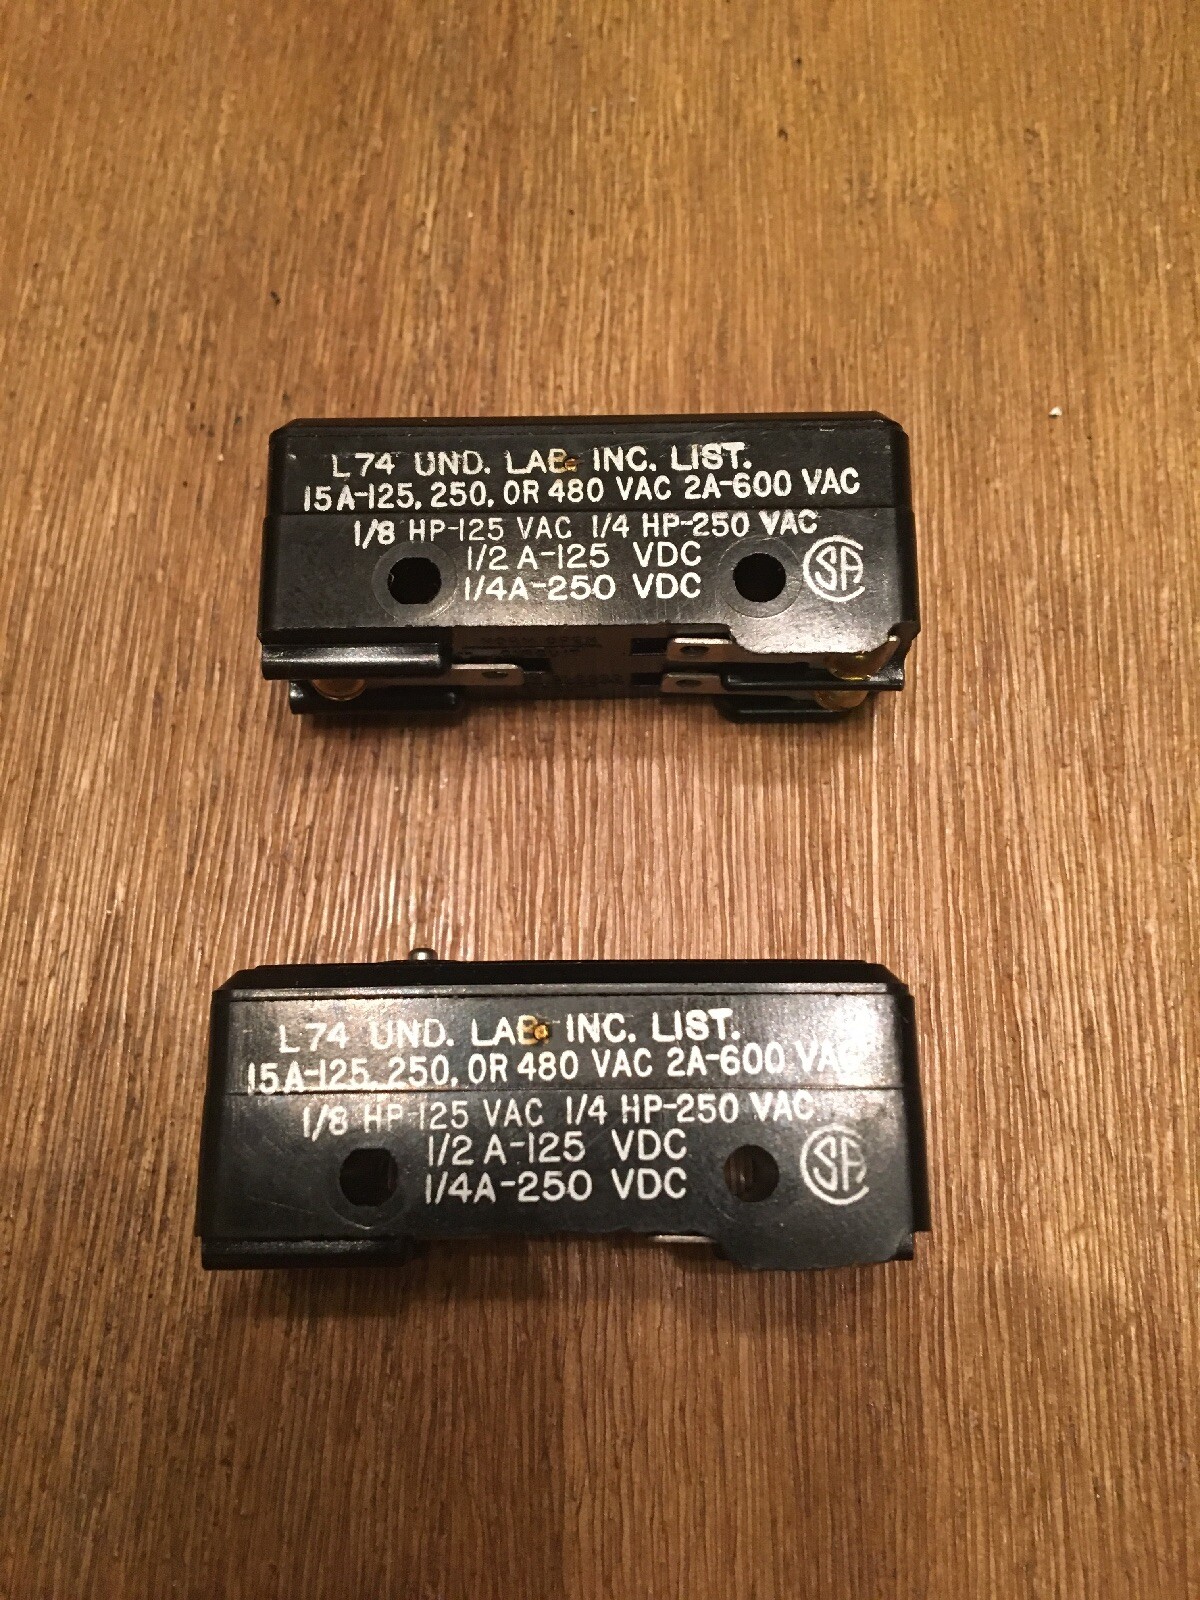 L74 UND. LAB. INC. LIST.
15A-125, 250, OR 480 VAC 2A-600 VAC
1/8 HP-125 VAC 1/4 HP-250 VAC
1/2 A-125 VDC
1/4A-250 VDC
SA
L74 UND. LAB. INC. LIST.
15A-125, 250, OR 480 VAC 2A-600 VAC
1/8 HP-125 VAC 1/4 HP-250 VAC
1/2 A-125 VDC
1/4A-250 VDC
SA